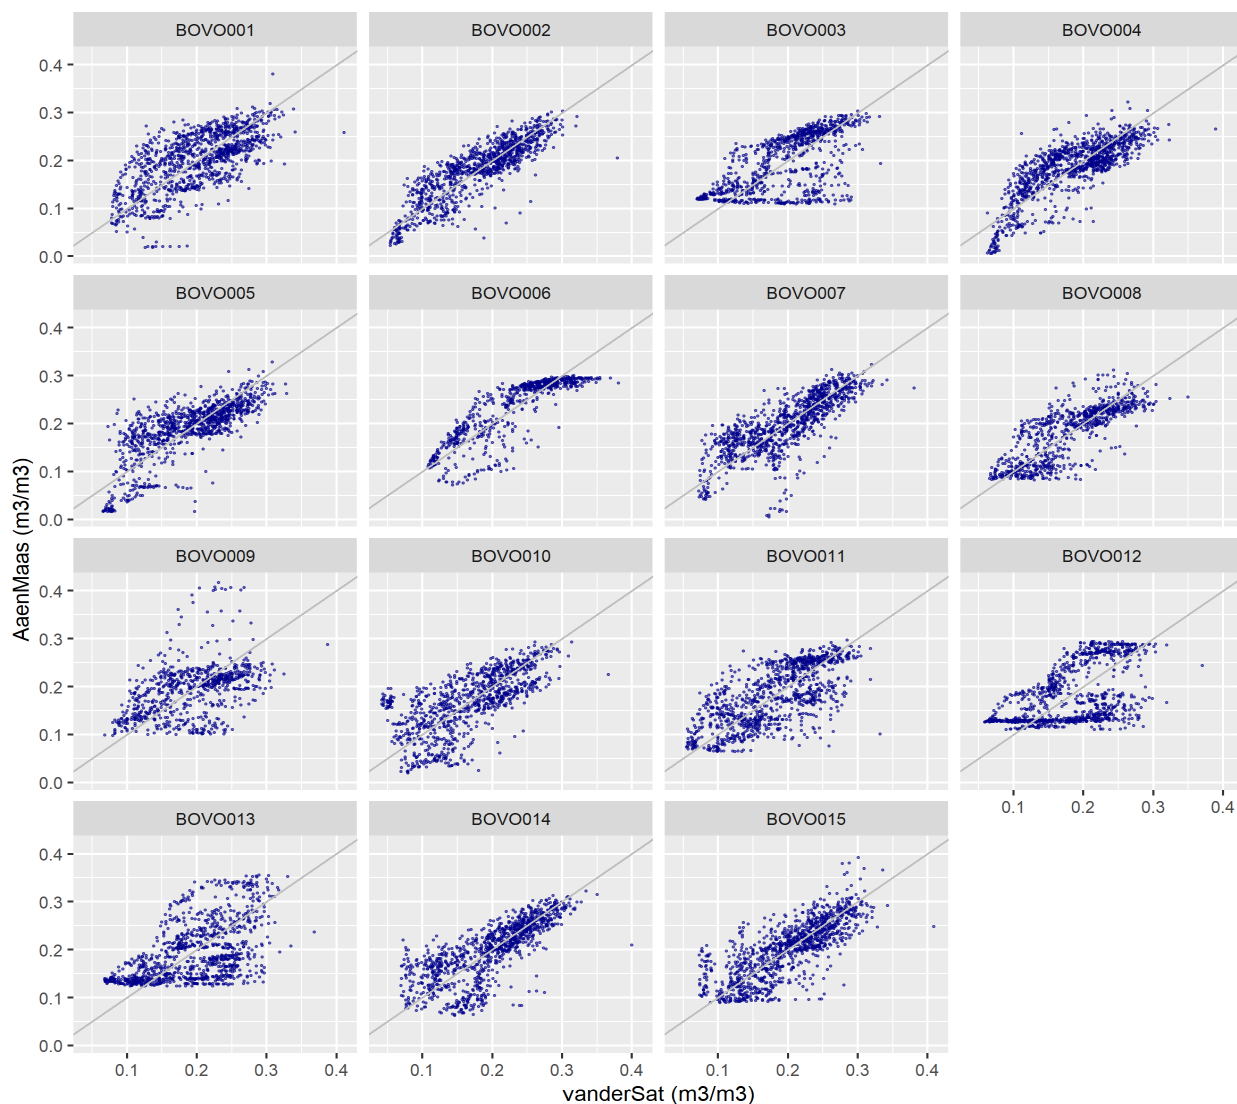 BOVO001 BOVO002 BOVO003 BOVO004
0.4
0.3
0.2
0.1
0.0
BOVO005 BOVO006 BOVO007 BOVO008
0.4
0.3
0.2
0.1
0.0
AaenMaas (m3/m3)
BOVO009 BOVO010 BOVO011 BOVO012
0.4
0.3
0.2
0.1
0.0
0.1 0.2 0.3 0.4
BOVO013 BOVO014 BOVO015
0.4
0.3
0.2
0.1
0.0
0.1 0.2 0.3 0.4 0.1 0.2 0.3 0.4 0.1 0.2 0.3 0.4
vanderSat (m3/m3)